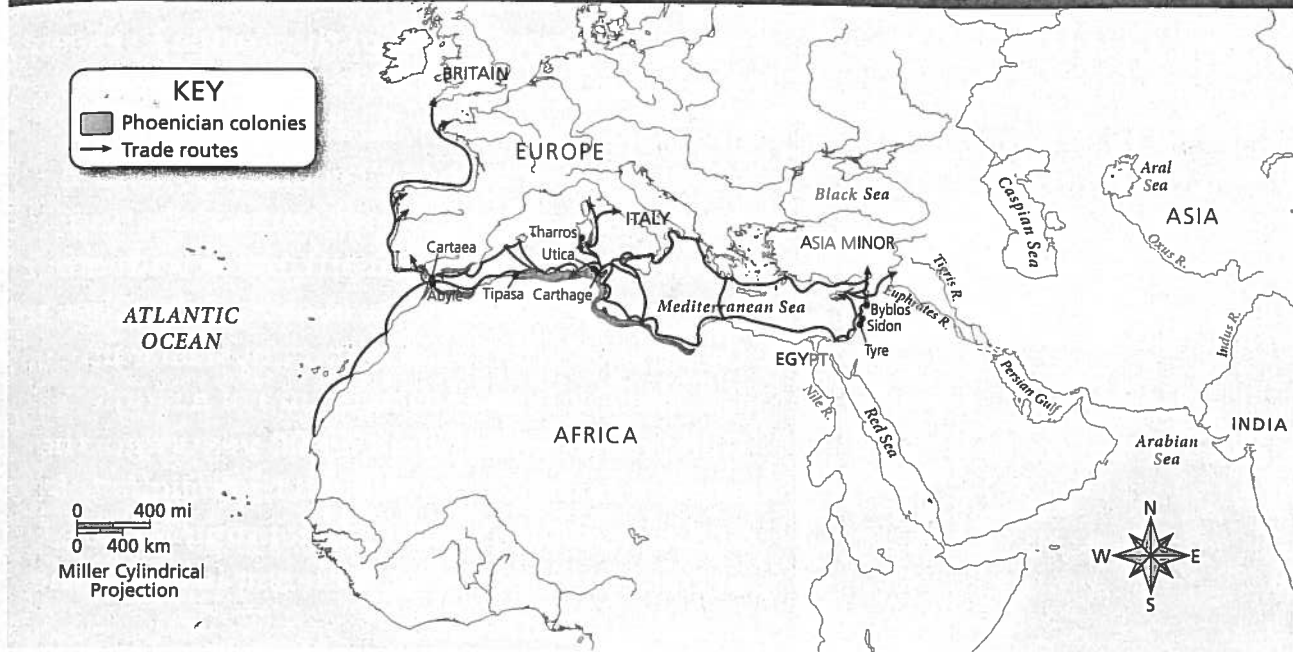 KEY
Phoenician colonies
Trade routes
BRITAIN
EUROPE
ITALY
Tharros
Utica
Cartaea
Abyle
Tipasa
Carthage
Mediterranean Sea
Black Sea
ASIA MINOR
Caspian Sea
Aral
Sea
ASIA
Oxus R.
Tigris R.
Euphrates R.
Byblos
Sidon
Tyre
EGYPT
Nile R.
Red Sea
Persian Gulf
Indus R.
INDIA
Arabian
Sea
ATLANTIC
OCEAN
AFRICA
0 400 mi
0 400 km
Miller Cylindrical
Projection
N
W E
S